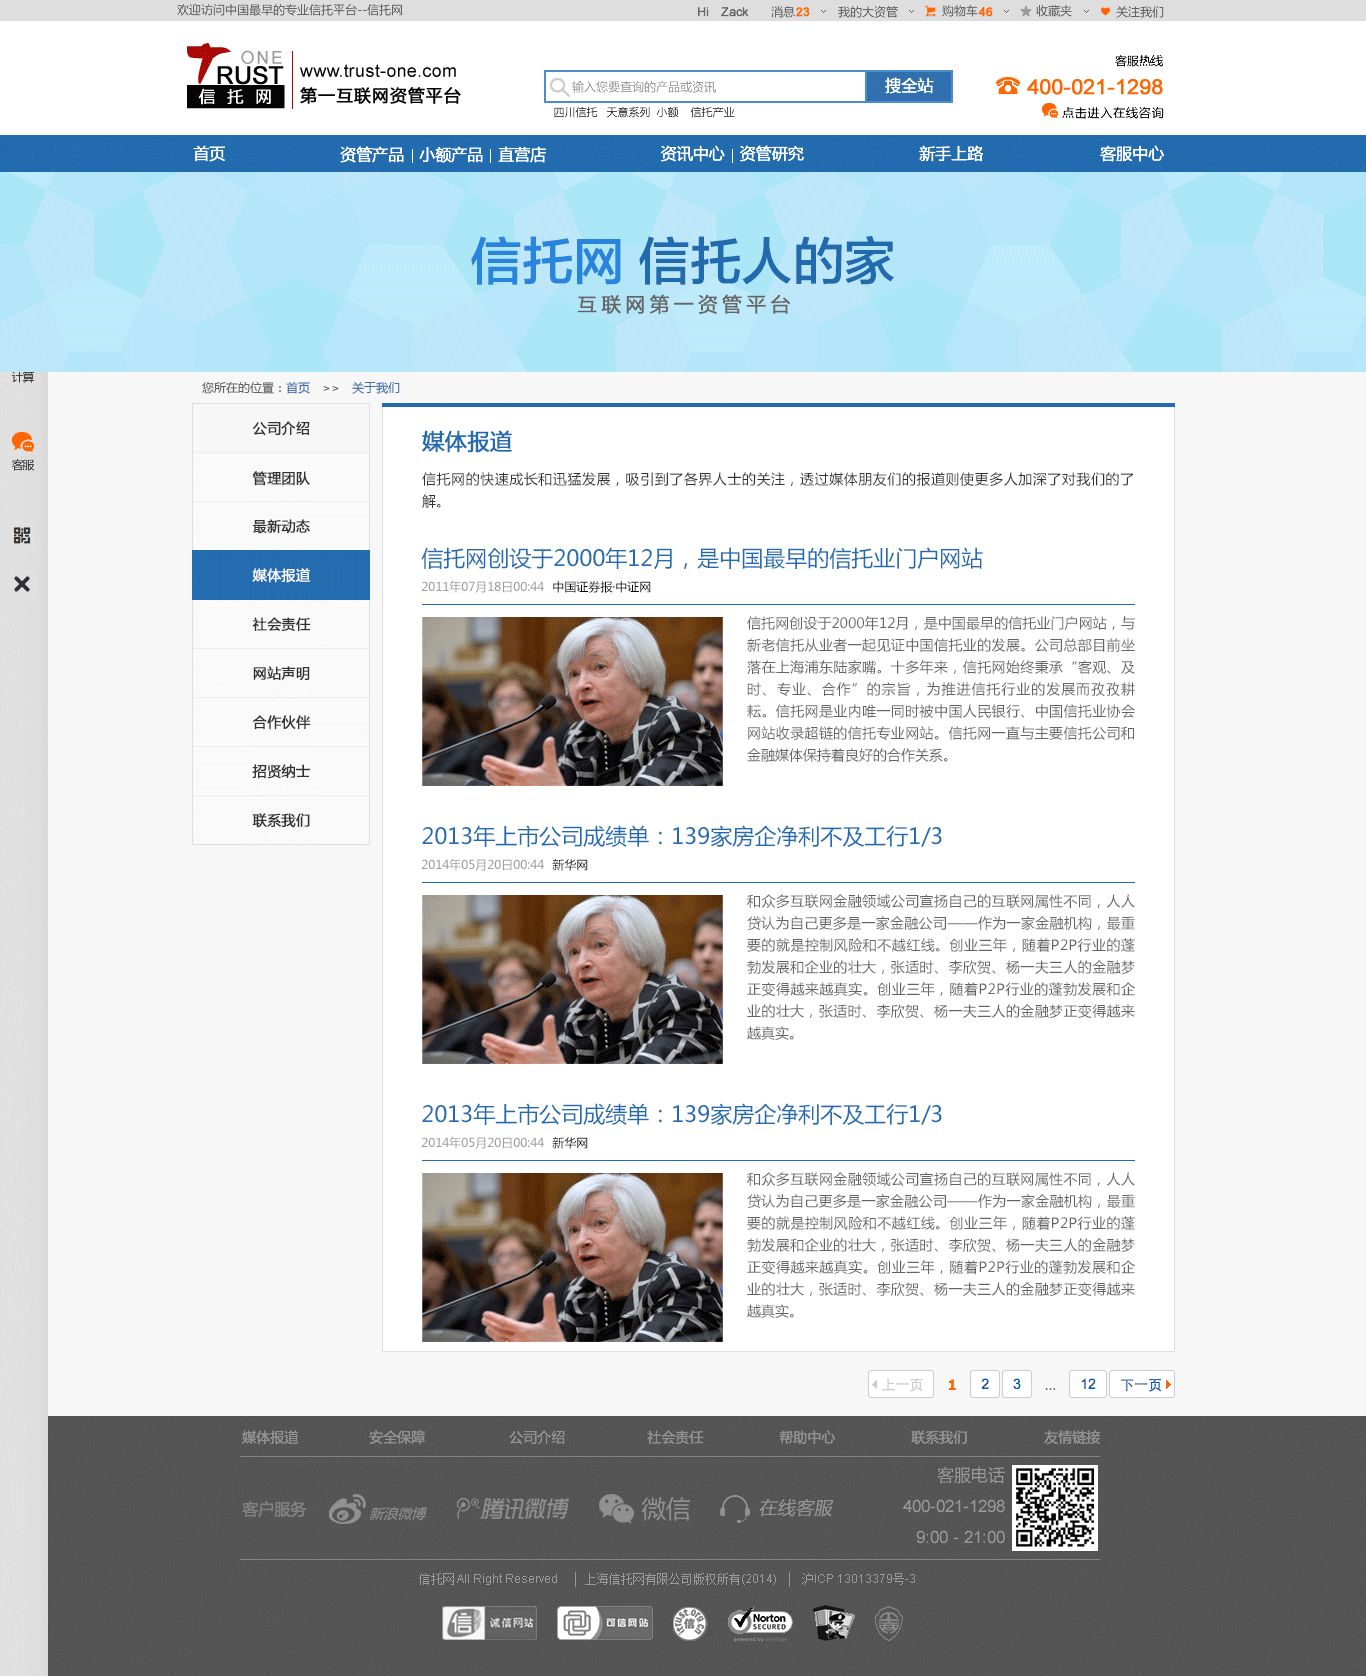 欢迎访问中国最早的专业信托平台--信托网
Hi Zack 消息23 我的大资管 购物车46 收藏夹 关注我们
TRUST ONE
信托网
www.trust-one.com
第一互联网资管平台
输入您要查询的产品或资讯 搜全站
四川信托 天意系列 小额 信托产业
客服热线
400-021-1298
点击进入在线咨询
首页 资管产品 | 小额产品 | 直营店 资讯中心 | 资管研究 新手上路 客服中心
信托网 信托人的家
互联网第一资管平台
计算
客服
您所在的位置：首页 >> 关于我们
公司介绍
管理团队
最新动态
媒体报道
社会责任
网站声明
合作伙伴
招贤纳士
联系我们
媒体报道
信托网的快速成长和迅猛发展，吸引到了各界人士的关注，透过媒体朋友们的报道则使更多人加深了对我们的了
解。
信托网创设于2000年12月，是中国最早的信托业门户网站
2011年07月18日00:44 中国证券报·中证网
信托网创设于2000年12月，是中国最早的信托业门户网站，与
新老信托从业者一起见证中国信托业的发展。公司总部目前坐
落在上海浦东陆家嘴。十多年来，信托网始终秉承“客观、及
时、专业、合作”的宗旨，为推进信托行业的发展而孜孜耕
耘。信托网是业内唯一同时被中国人民银行、中国信托业协会
网站收录超链的信托专业网站。信托网一直与主要信托公司和
金融媒体保持着良好的合作关系。
2013年上市公司成绩单：139家房企净利不及工行1/3
2014年05月20日00:44 新华网
和众多互联网金融领域公司宣扬自己的互联网属性不同，人人
贷认为自己更多是一家金融公司——作为一家金融机构，最重
要的就是控制风险和不越红线。创业三年，随着P2P行业的蓬
勃发展和企业的壮大，张适时、李欣贺、杨一夫三人的金融梦
正变得越来越真实。创业三年，随着P2P行业的蓬勃发展和企
业的壮大，张适时、李欣贺、杨一夫三人的金融梦正变得越来
越真实。
2013年上市公司成绩单：139家房企净利不及工行1/3
2014年05月20日00:44 新华网
和众多互联网金融领域公司宣扬自己的互联网属性不同，人人
贷认为自己更多是一家金融公司——作为一家金融机构，最重
要的就是控制风险和不越红线。创业三年，随着P2P行业的蓬
勃发展和企业的壮大，张适时、李欣贺、杨一夫三人的金融梦
正变得越来越真实。创业三年，随着P2P行业的蓬勃发展和企
业的壮大，张适时、李欣贺、杨一夫三人的金融梦正变得越来
越真实。
上一页 1 2 3 ... 12 下一页
媒体报道 安全保障 公司介绍 社会责任 帮助中心 联系我们 友情链接
客户服务 新浪微博 腾讯微博 微信 在线客服
客服电话
400-021-1298
9:00 - 21:00
信托网 All Right Reserved | 上海信托网有限公司版权所有(2014) | 沪ICP 13013379号-3
信 诚信网站 可信网站 信 Norton
SECURED
powered by